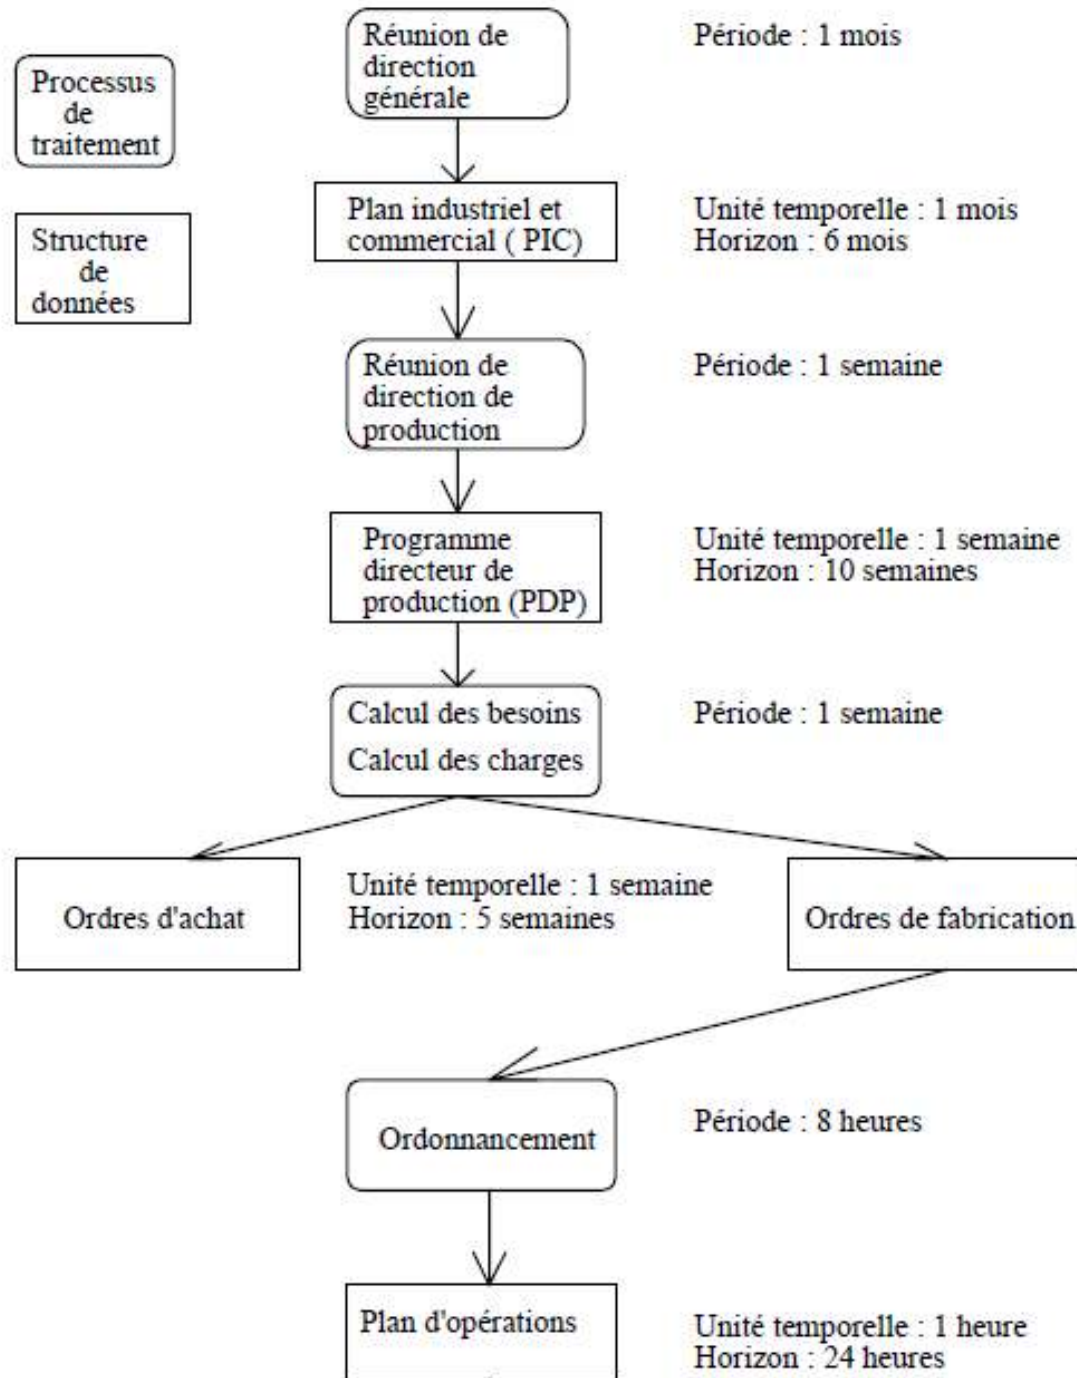 Réunion de
direction
générale
Période : 1 mois
Processus
de
traitement
Plan industriel et
commercial ( PIC)
Unité temporelle : 1 mois
Horizon : 6 mois
Structure
de
données
Réunion de
direction de
production
Période : 1 semaine
Programme
directeur de
production (PDP)
Unité temporelle : 1 semaine
Horizon : 10 semaines
Calcul des besoins
Calcul des charges
Période : 1 semaine
Ordres d'achat
Unité temporelle : 1 semaine
Horizon : 5 semaines
Ordres de fabrication
Ordonnancement
Période : 8 heures
Plan d'opérations
Unité temporelle : 1 heure
Horizon : 24 heures